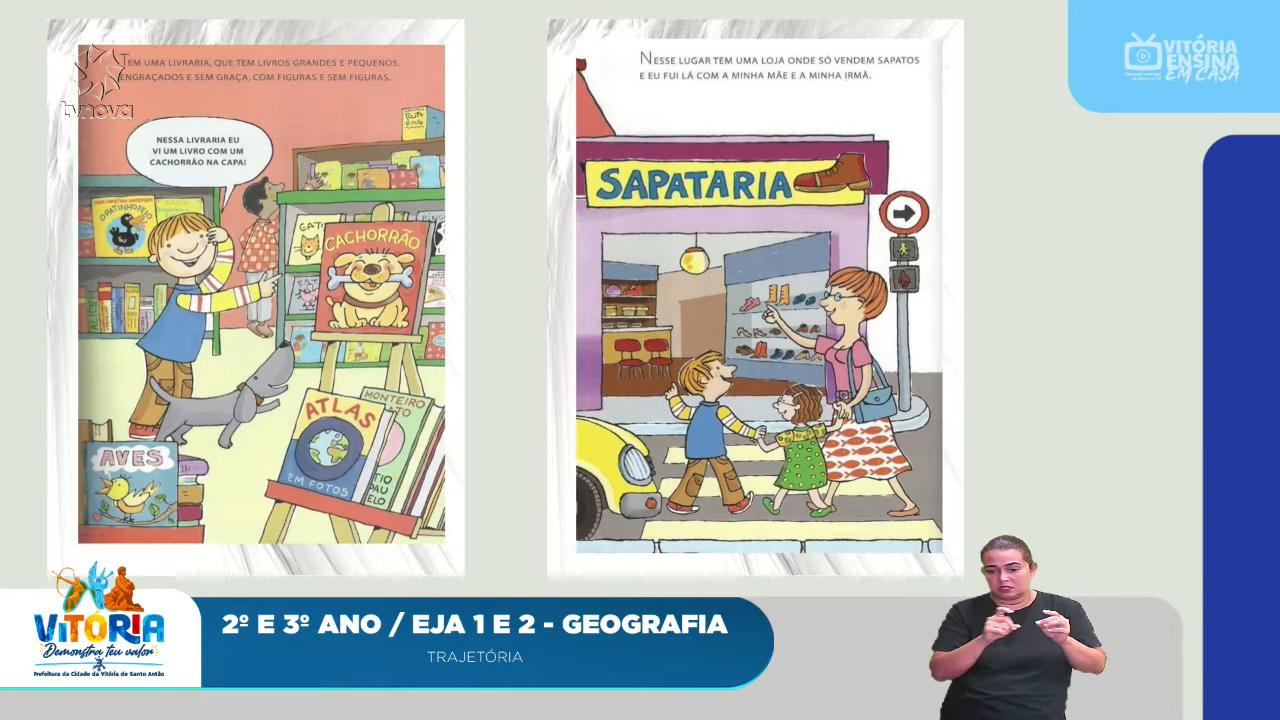 TEM UMA LIVRARIA, QUE TEM LIVROS GRANDES E PEQUENOS,
ENGRAÇADOS E SEM GRAÇA, COM FIGURAS E SEM FIGURAS.
tvnova
RUTH
NESSA LIVRARIA EU
VI UM LIVRO COM UM
CACHORRÃO NA CAPA!
O PATINHO FEIO
GATO
CACHORRÃO
ATLAS
EM FOTOS
MONTEIRO
AVES
NESSE LUGAR TEM UMA LOJA ONDE SÓ VENDEM SAPATOS
E EU FUI LÁ COM A MINHA MÃE E A MINHA IRMÃ.
SAPATARIA
VITÓRIA
ENSINA
EM CASA
VITÓRIA
Demonstra teu valor
Prefeitura da Cidade da Vitória de Santo Antão
2º E 3º ANO / EJA 1 E 2 - GEOGRAFIA
TRAJETÓRIA